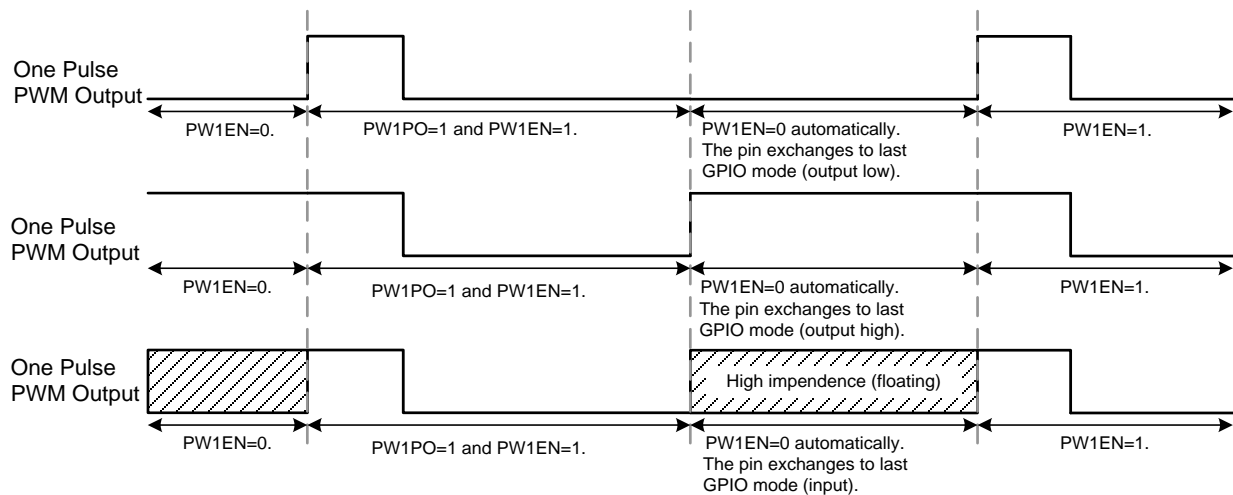 One Pulse
PWM Output
PW1EN=0.
PW1PO=1 and PW1EN=1.
PW1EN=0 automatically.
The pin exchanges to last
GPIO mode (output low).
PW1EN=1.
One Pulse
PWM Output
PW1EN=0.
PW1PO=1 and PW1EN=1.
PW1EN=0 automatically.
The pin exchanges to last
GPIO mode (output high).
PW1EN=1.
One Pulse
PWM Output
High impendence (floating)
PW1EN=0.
PW1PO=1 and PW1EN=1.
PW1EN=0 automatically.
The pin exchanges to last
GPIO mode (input).
PW1EN=1.